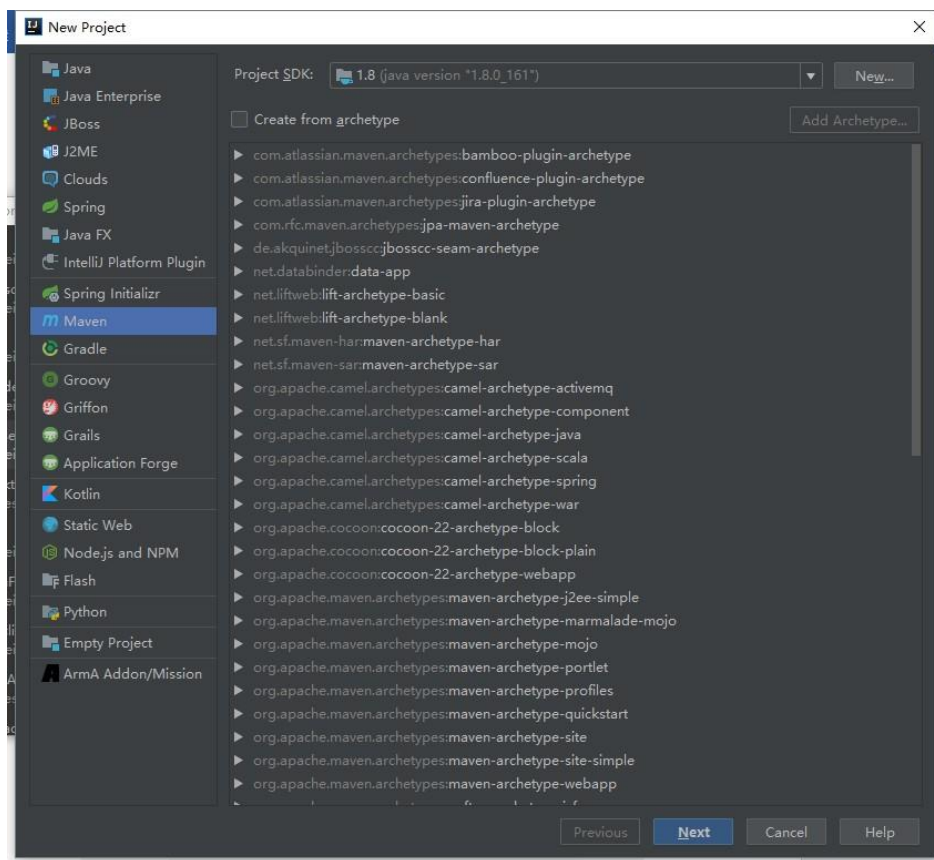 New Project
Java
Java Enterprise
JBoss
J2ME
Clouds
Spring
Java FX
IntelliJ Platform Plugin
Spring Initializr
Maven
Gradle
Groovy
Griffon
Grails
Application Forge
Kotlin
Static Web
Node.js and NPM
Flash
Python
Empty Project
ArmA Addon/Mission
Project SDK: 1.8 (java version "1.8.0_161") New...
Create from archetype Add Archetype...
com.atlassian.maven.archetypes:bamboo-plugin-archetype
com.atlassian.maven.archetypes:confluence-plugin-archetype
com.atlassian.maven.archetypes:jira-plugin-archetype
com.rfc.maven.archetypes:jpa-maven-archetype
de.akquinet.jbosscc:jbosscc-seam-archetype
net.databinder:data-app
net.liftweb:lift-archetype-basic
net.liftweb:lift-archetype-blank
net.sf.maven-har:maven-archetype-har
net.sf.maven-sar:maven-archetype-sar
org.apache.camel.archetypes:camel-archetype-activemq
org.apache.camel.archetypes:camel-archetype-component
org.apache.camel.archetypes:camel-archetype-java
org.apache.camel.archetypes:camel-archetype-scala
org.apache.camel.archetypes:camel-archetype-spring
org.apache.camel.archetypes:camel-archetype-war
org.apache.cocoon:cocoon-22-archetype-block
org.apache.cocoon:cocoon-22-archetype-block-plain
org.apache.cocoon:cocoon-22-archetype-webapp
org.apache.maven.archetypes:maven-archetype-j2ee-simple
org.apache.maven.archetypes:maven-archetype-marmalade-mojo
org.apache.maven.archetypes:maven-archetype-mojo
org.apache.maven.archetypes:maven-archetype-portlet
org.apache.maven.archetypes:maven-archetype-profiles
org.apache.maven.archetypes:maven-archetype-quickstart
org.apache.maven.archetypes:maven-archetype-site
org.apache.maven.archetypes:maven-archetype-site-simple
org.apache.maven.archetypes:maven-archetype-webapp
Previous Next Cancel Help